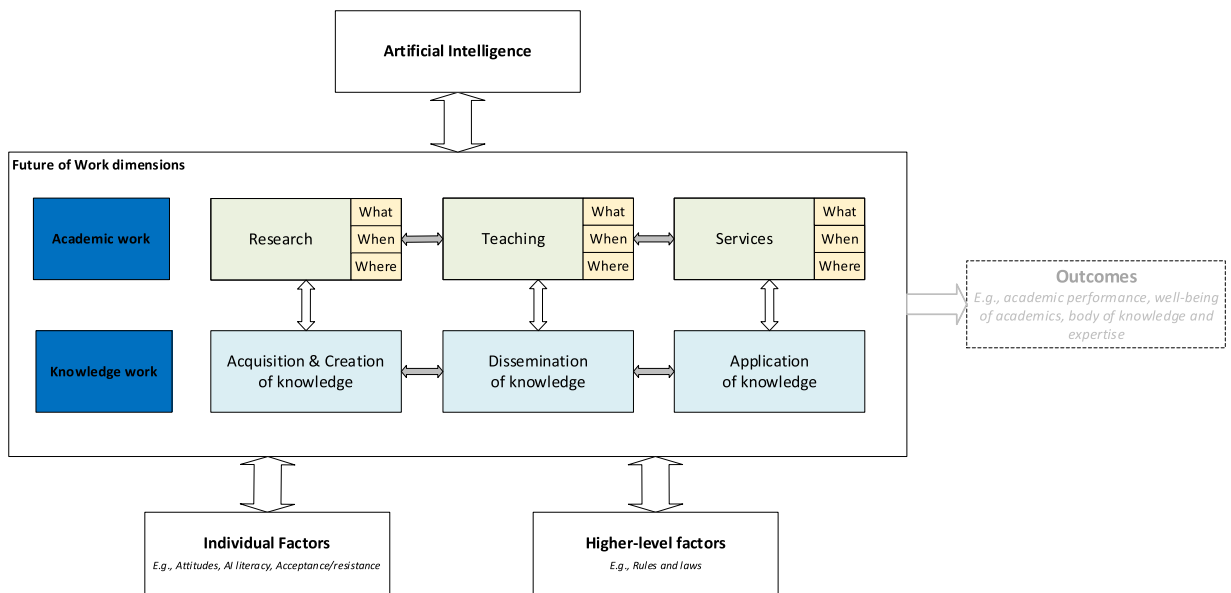 Artificial Intelligence
Future of Work dimensions
Academic work
Research
What
When
Where
Teaching
What
When
Where
Services
What
When
Where
Knowledge work
Acquisition & Creation
of knowledge
Dissemination
of knowledge
Application
of knowledge
Outcomes
E.g., academic performance, well-being
of academics, body of knowledge and
expertise
Individual Factors
E.g., Attitudes, AI literacy, Acceptance/resistance
Higher-level factors
E.g., Rules and laws